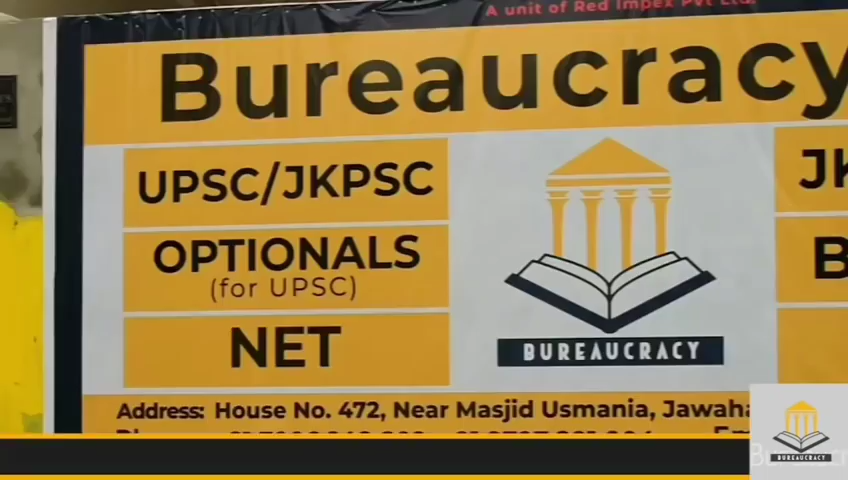 A unit of Red Impex Pvt Ltd.
Bureaucracy
UPSC/JKPSC
OPTIONALS
(for UPSC)
NET
BUREAUCRACY
Address: House No. 472, Near Masjid Usmania,
BUREAUCRACY